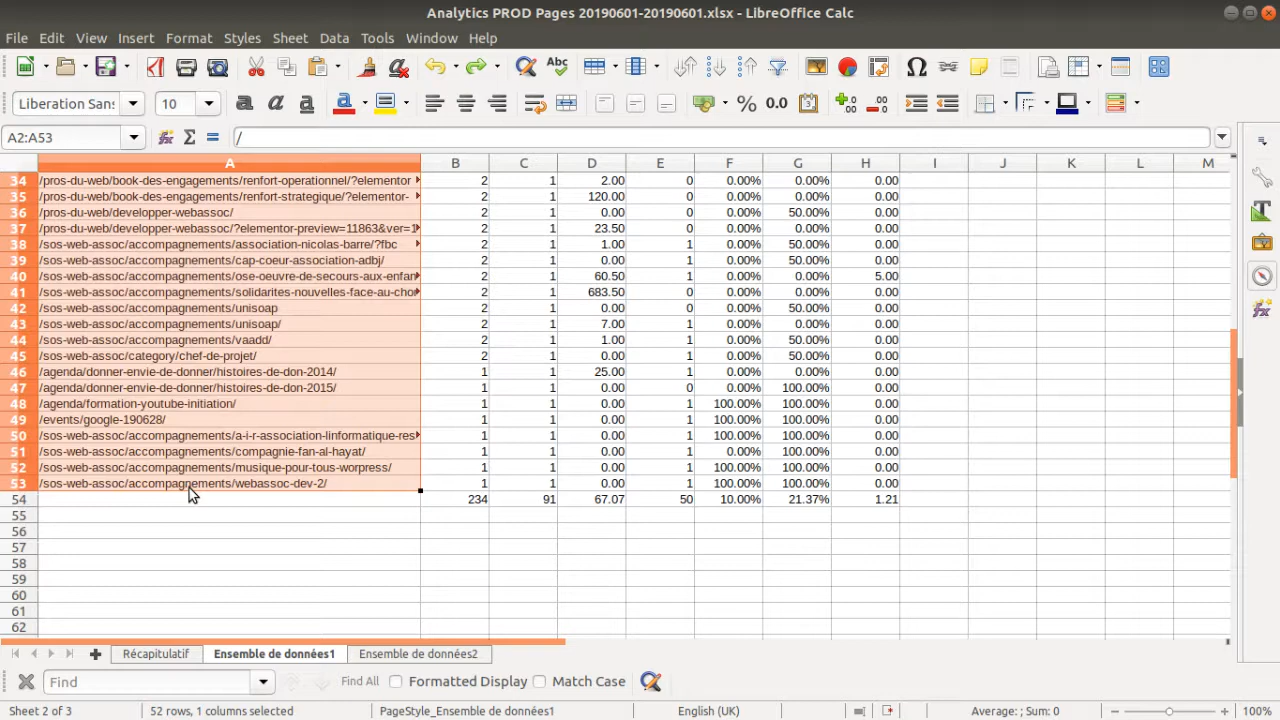 Analytics PROD Pages 20190601-20190601.xlsx - LibreOffice Calc
File Edit View Insert Format Styles Sheet Data Tools Window Help
Liberation Sans 10
A2:A53 /
A B C D E F G H I J K L M
34 /pros-du-web/book-des-engagements/renfort-operationnel/?elementor 2 1 2.00 0 0.00% 0.00% 0.00
35 /pros-du-web/book-des-engagements/renfort-strategique/?elementor- 2 1 120.00 0 0.00% 0.00% 0.00
36 /pros-du-web/developper-webassoc/ 2 1 0.00 0 0.00% 50.00% 0.00
37 /pros-du-web/developper-webassoc/?elementor-preview=11863&ver=1 2 1 23.50 0 0.00% 0.00% 0.00
38 /sos-web-assoc/accompagnements/association-nicolas-barre/?fbc 2 1 1.00 1 0.00% 50.00% 0.00
39 /sos-web-assoc/accompagnements/cap-coeur-association-adbj/ 2 1 0.00 0 0.00% 50.00% 0.00
40 /sos-web-assoc/accompagnements/ose-oeuvre-de-secours-aux-enfan 2 1 60.50 1 0.00% 0.00% 5.00
41 /sos-web-assoc/accompagnements/solidarites-nouvelles-face-au-chor 2 1 683.50 1 0.00% 0.00% 0.00
42 /sos-web-assoc/accompagnements/unisoap 2 1 0.00 0 0.00% 50.00% 0.00
43 /sos-web-assoc/accompagnements/unisoap/ 2 1 7.00 1 0.00% 0.00% 0.00
44 /sos-web-assoc/accompagnements/vaadd/ 2 1 1.00 1 0.00% 50.00% 0.00
45 /sos-web-assoc/category/chef-de-projet/ 2 1 0.00 1 0.00% 50.00% 0.00
46 /agenda/donner-envie-de-donner/histoires-de-don-2014/ 1 1 25.00 1 0.00% 0.00% 0.00
47 /agenda/donner-envie-de-donner/histoires-de-don-2015/ 1 1 0.00 0 0.00% 100.00% 0.00
48 /agenda/formation-youtube-initiation/ 1 1 0.00 1 100.00% 100.00% 0.00
49 /events/google-190628/ 1 1 0.00 1 100.00% 100.00% 0.00
50 /sos-web-assoc/accompagnements/a-i-r-association-linformatique-res 1 1 0.00 1 100.00% 100.00% 0.00
51 /sos-web-assoc/accompagnements/compagnie-fan-al-hayat/ 1 1 0.00 1 0.00% 100.00% 0.00
52 /sos-web-assoc/accompagnements/musique-pour-tous-worpress/ 1 1 0.00 1 100.00% 100.00% 0.00
53 /sos-web-assoc/accompagnements/webassoc-dev-2/ 1 1 0.00 1 100.00% 100.00% 0.00
54 234 91 67.07 50 10.00% 21.37% 1.21
55
56
57
58
59
60
61
62
Récapitulatif Ensemble de données1 Ensemble de données2
Find Find All Formatted Display Match Case
Sheet 2 of 3 52 rows, 1 columns selected PageStyle_Ensemble de données1 English (UK) Average: ; Sum: 0 100%